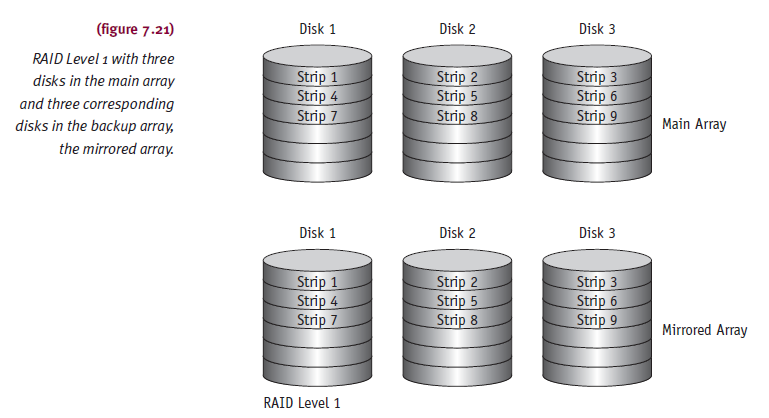 (figure 7.21)
RAID Level 1 with three
disks in the main array
and three corresponding
disks in the backup array,
the mirrored array.
Disk 1
Disk 2
Disk 3
Strip 1
Strip 4
Strip 7
Strip 2
Strip 5
Strip 8
Strip 3
Strip 6
Strip 9
Main Array
Disk 1
Disk 2
Disk 3
Strip 1
Strip 4
Strip 7
Strip 2
Strip 5
Strip 8
Strip 3
Strip 6
Strip 9
Mirrored Array
RAID Level 1